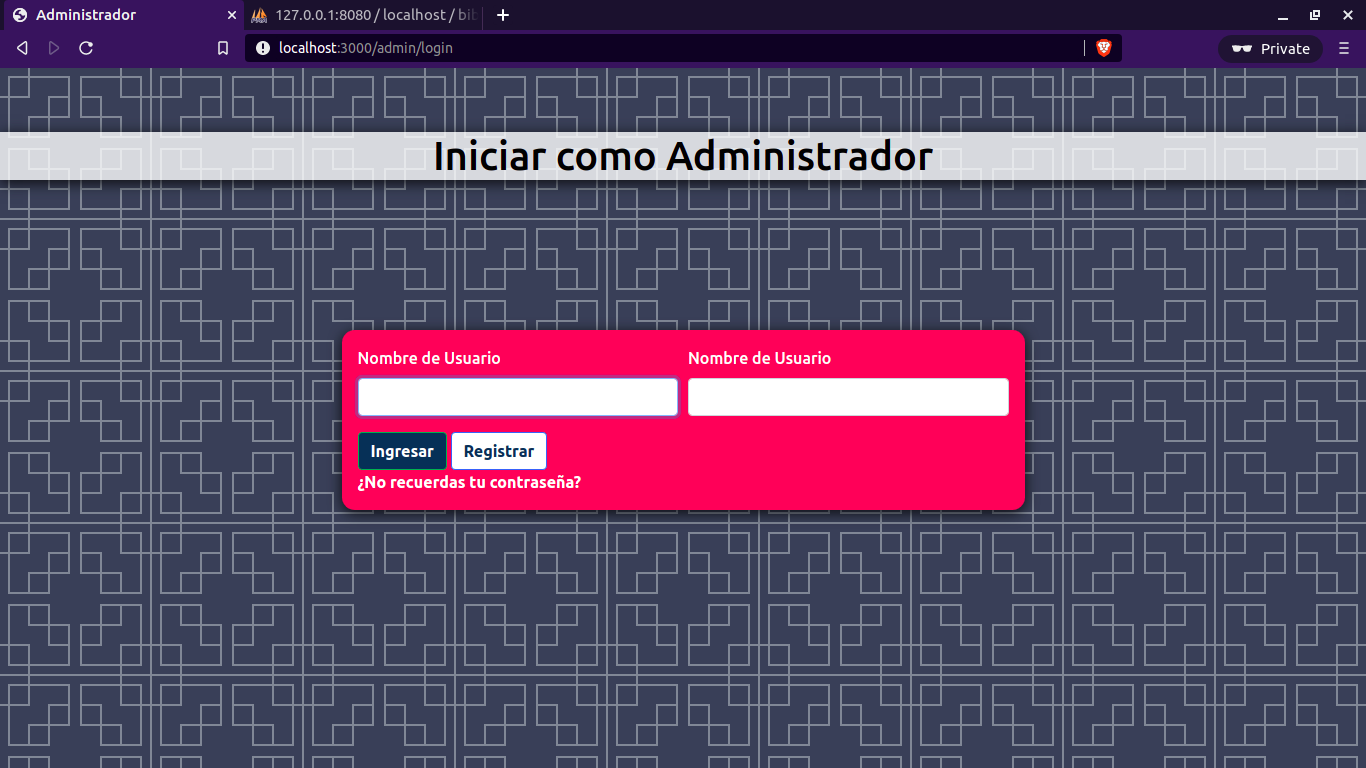 Administrador
127.0.0.1:8080 / localhost / bib
localhost:3000/admin/login
Private
Iniciar como Administrador
Nombre de Usuario Nombre de Usuario
Ingresar Registrar
¿No recuerdas tu contraseña?